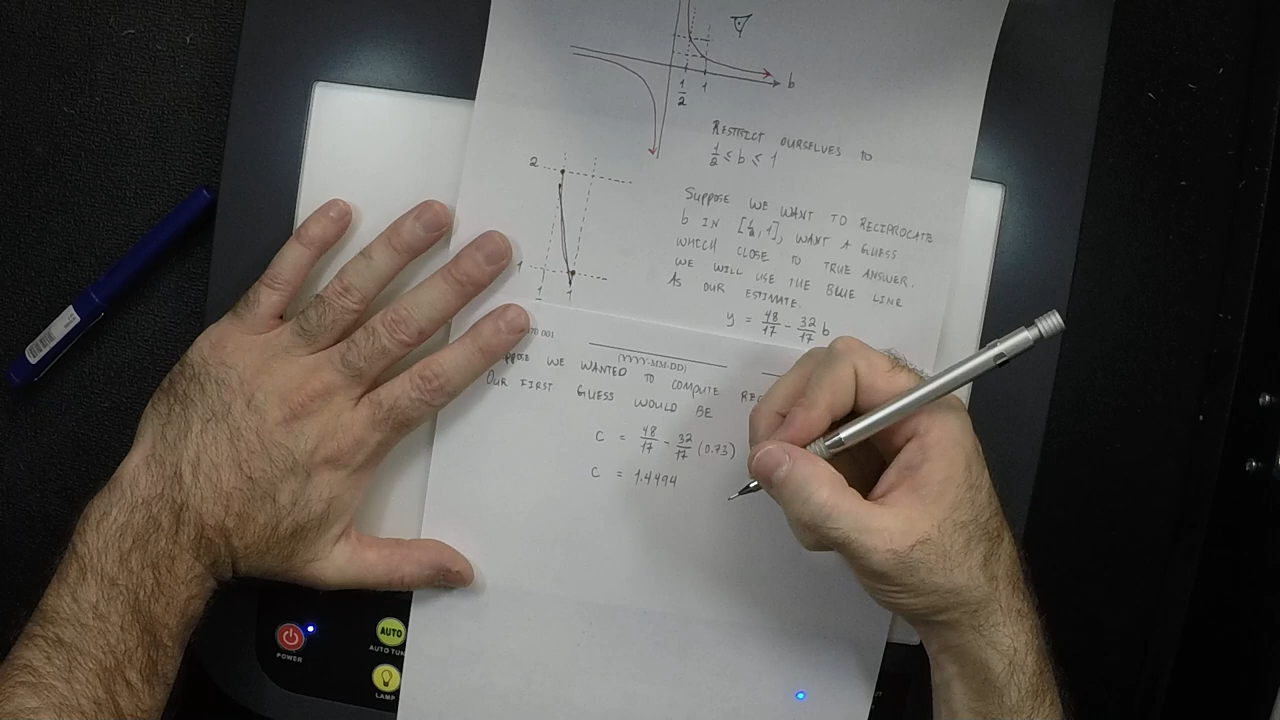 b
1/2 1
RESTRICT OURSELVES TO
1/2 ≤ b ≤ 1
2
1
1 1
SUPPOSE WE WANT TO RECIPROCATE
b IN [1/2, 1], WANT A GUESS
WHICH CLOSE TO TRUE ANSWER.
WE WILL USE THE BLUE LINE
AS OUR ESTIMATE.
y = 48/17 - 32/17 b
001
(YYYY-MM-DD)
WE WANTED TO COMPUTE
OUR FIRST GUESS WOULD BE
C = 48/17 - 32/17 (0.73)
C = 1.4494
POWER
AUTO
AUTO
LAMP